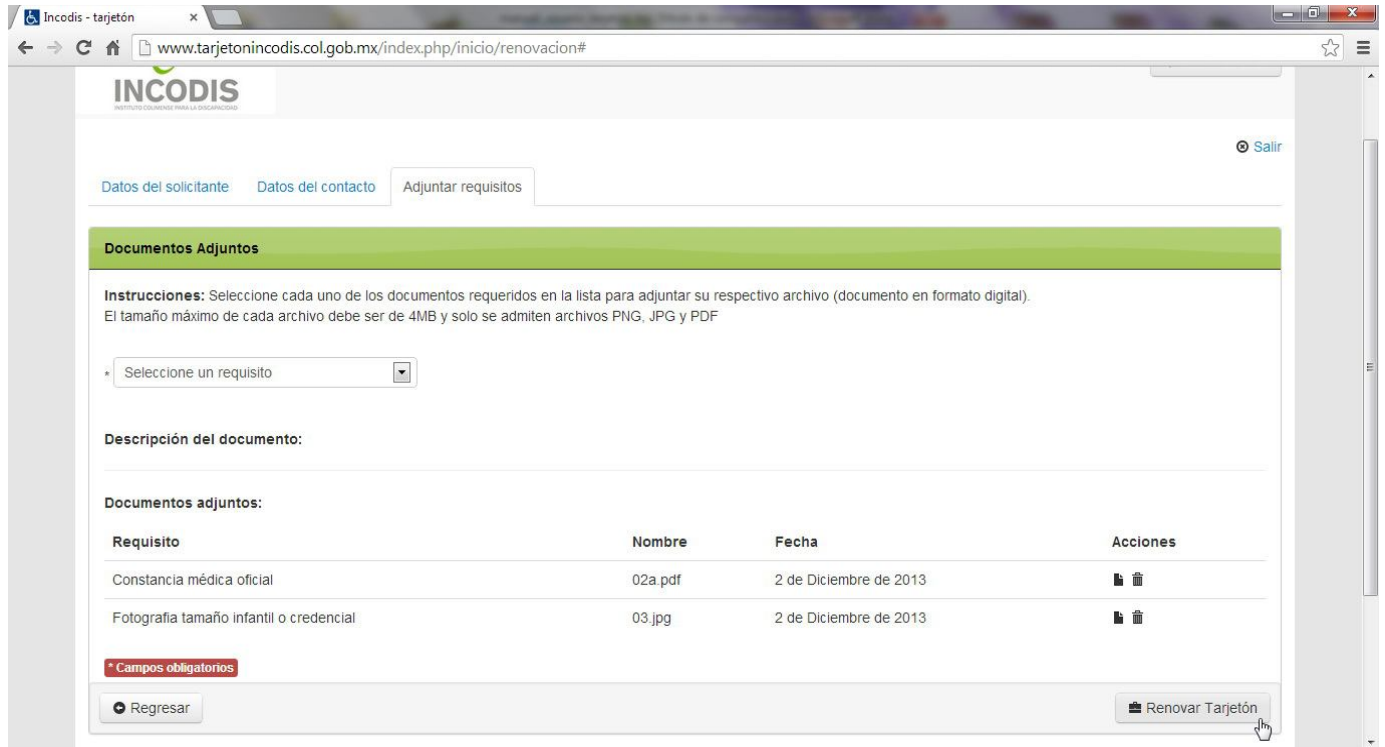 Incodis - tarjetón
www.tarjetonincodis.col.gob.mx/index.php/inicio/renovacion#
INCODIS
INSTITUTO COLIMENSE PARA LA DISCAPACIDAD
Salir
Datos del solicitante Datos del contacto Adjuntar requisitos
Documentos Adjuntos
Instrucciones: Seleccione cada uno de los documentos requeridos en la lista para adjuntar su respectivo archivo (documento en formato digital).
El tamaño máximo de cada archivo debe ser de 4MB y solo se admiten archivos PNG, JPG y PDF
* Seleccione un requisito
Descripción del documento:
Documentos adjuntos:
Requisito Nombre Fecha Acciones
Constancia médica oficial 02a.pdf 2 de Diciembre de 2013
Fotografia tamaño infantil o credencial 03.jpg 2 de Diciembre de 2013
* Campos obligatorios
Regresar Renovar Tarjetón